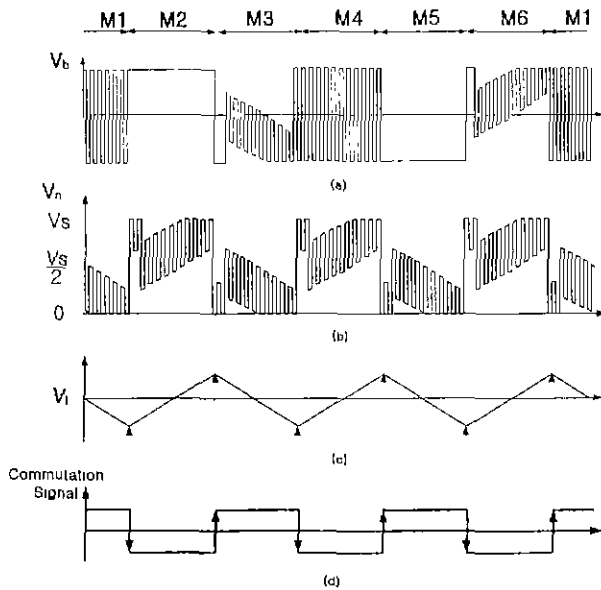 M1 M2 M3 M4 M5 M6 M1
Vb
(a)
Vn
Vs
Vs
2
0
(b)
VI
(c)
Commutation
Signal
(d)